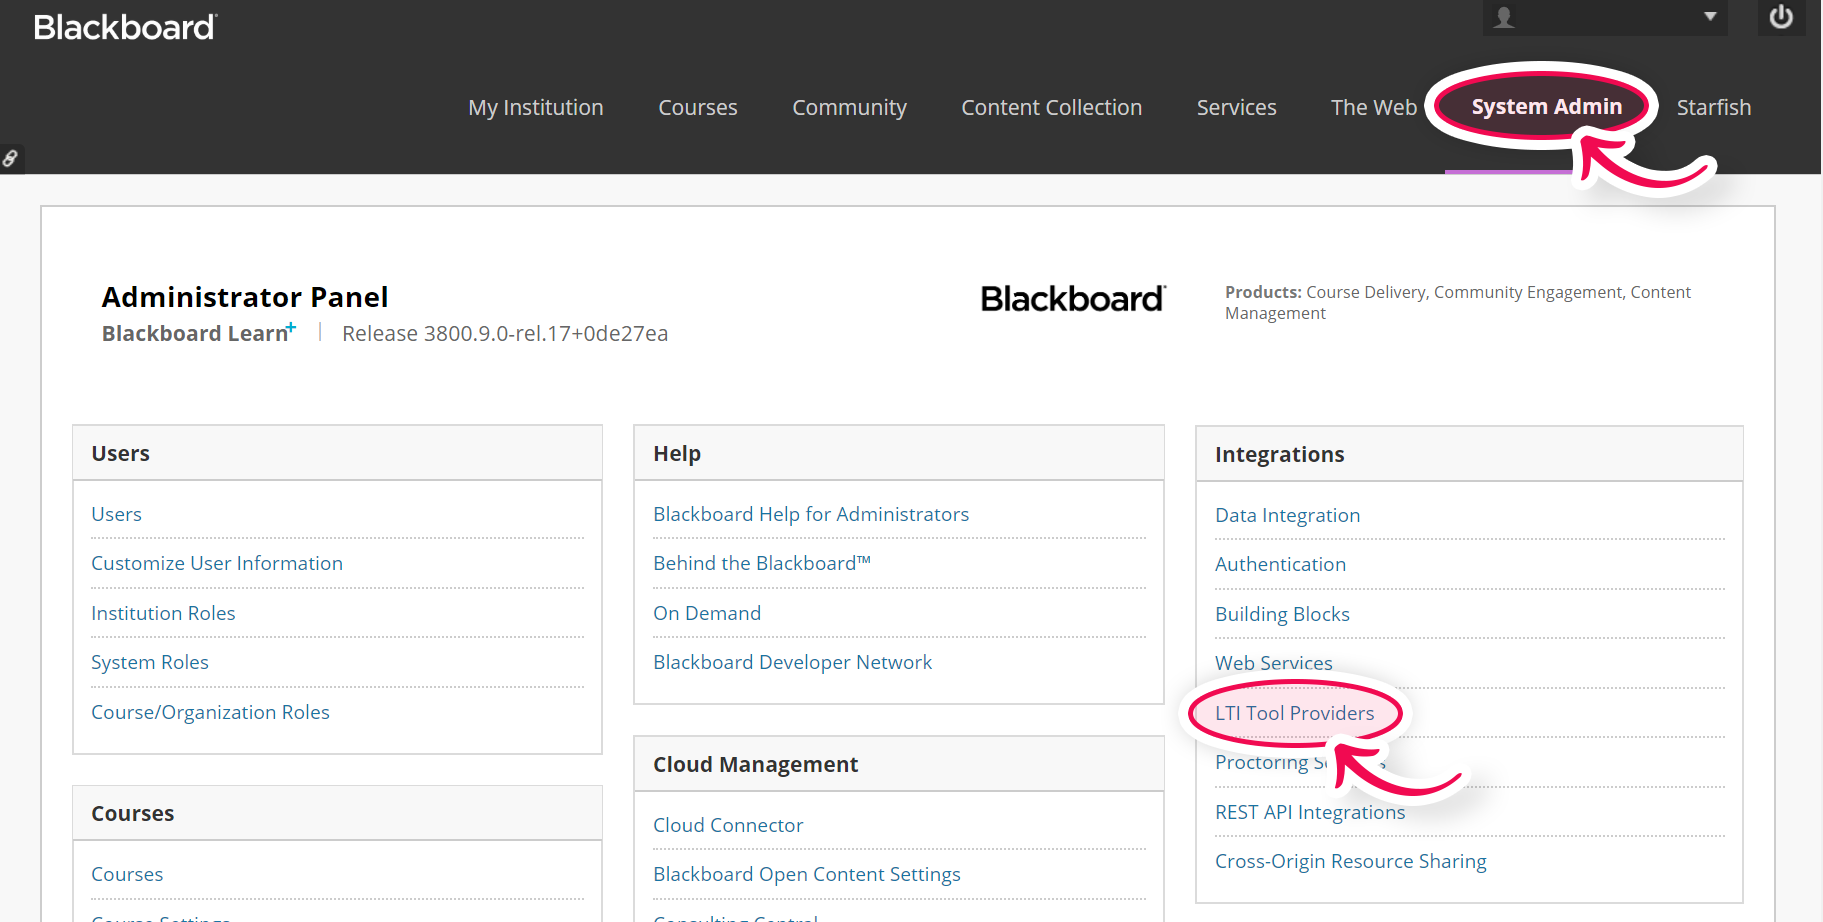 Blackboard
My Institution Courses Community Content Collection Services The Web System Admin Starfish
Administrator Panel
Blackboard Learn+ | Release 3800.9.0-rel.17+0de27ea
Blackboard
Products: Course Delivery, Community Engagement, Content
Management
Users
Users
Customize User Information
Institution Roles
System Roles
Course/Organization Roles
Courses
Courses
Course Settings
Help
Blackboard Help for Administrators
Behind the Blackboard™
On Demand
Blackboard Developer Network
Cloud Management
Cloud Connector
Blackboard Open Content Settings
Consulting Central
Integrations
Data Integration
Authentication
Building Blocks
Web Services
LTI Tool Providers
Proctoring
REST API Integrations
Cross-Origin Resource Sharing